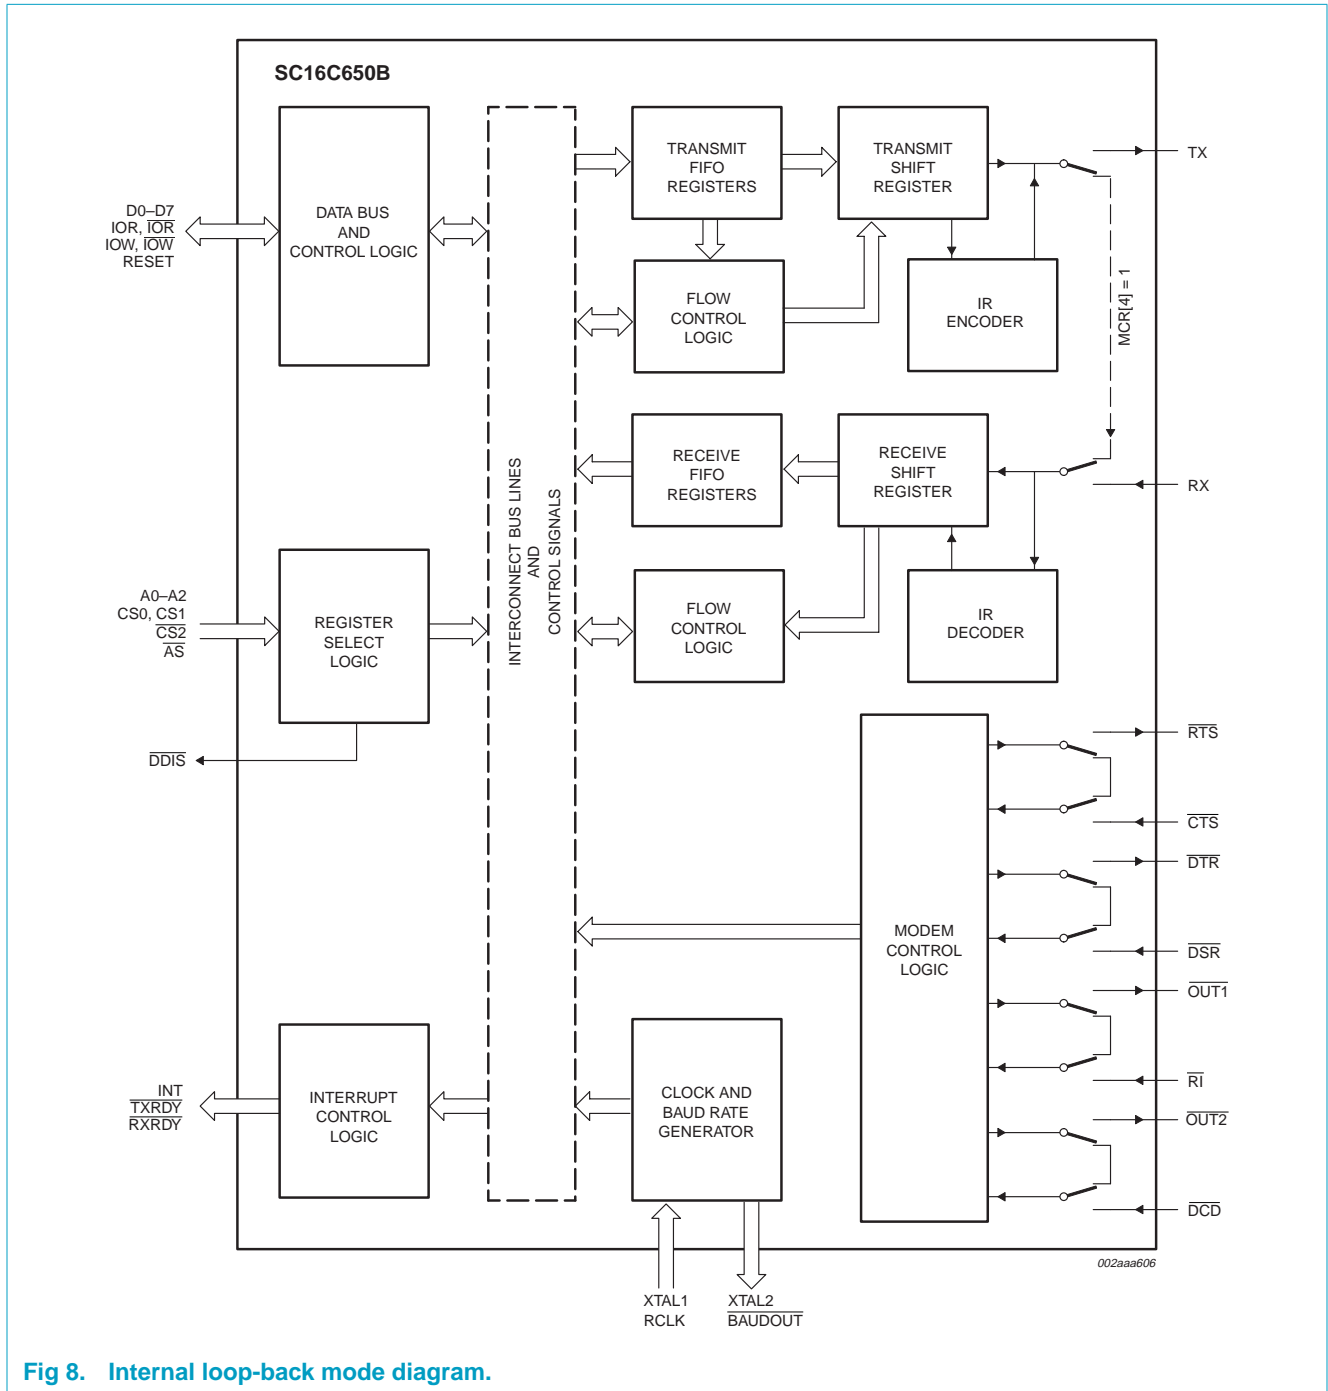 SC16C650B
D0–D7
IOR, IOR
IOW, IOW
RESET
DATA BUS
AND
CONTROL LOGIC
TRANSMIT
FIFO
REGISTERS
TRANSMIT
SHIFT
REGISTER
TX
FLOW
CONTROL
LOGIC
IR
ENCODER
MCR[4] = 1
INTERCONNECT BUS LINES
AND
CONTROL SIGNALS
RECEIVE
FIFO
REGISTERS
RECEIVE
SHIFT
REGISTER
RX
A0–A2
CS0, CS1
CS2
AS
REGISTER
SELECT
LOGIC
FLOW
CONTROL
LOGIC
IR
DECODER
DDIS
MODEM
CONTROL
LOGIC
RTS
CTS
DTR
DSR
OUT1
RI
OUT2
DCD
INT
TXRDY
RXRDY
INTERRUPT
CONTROL
LOGIC
CLOCK AND
BAUD RATE
GENERATOR
XTAL1
RCLK
XTAL2
BAUDOUT
002aaa606
Fig 8. Internal loop-back mode diagram.